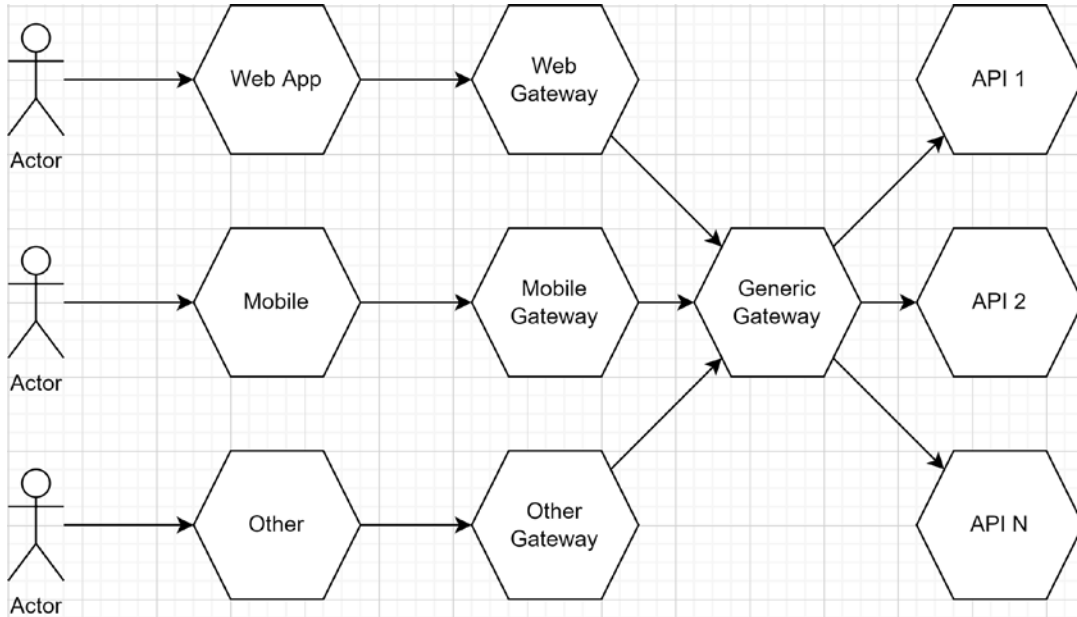 Web App
Web
Gateway
API 1
Actor
Mobile
Mobile
Gateway
Generic
Gateway
API 2
Actor
Other
Other
Gateway
API N
Actor